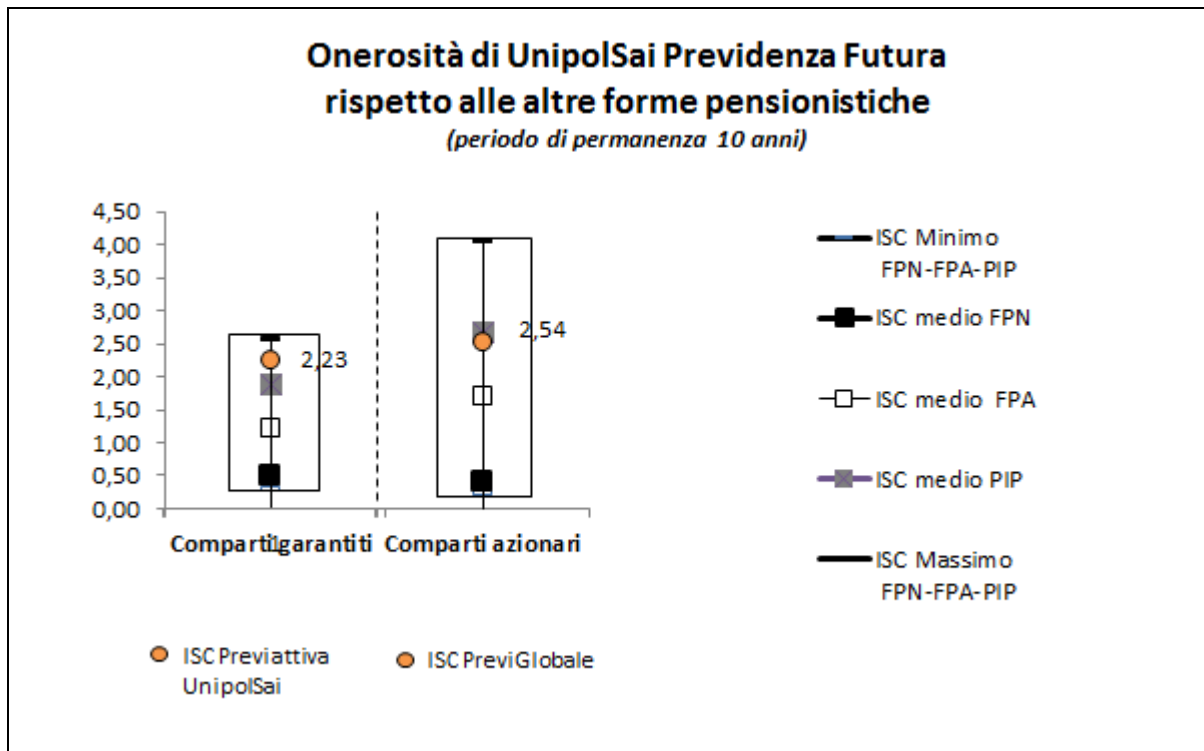 Onerosità di UnipolSai Previdenza Futura
rispetto alle altre forme pensionistiche
(periodo di permanenza 10 anni)
4,50
4,00
3,50
3,00
2,50
2,00
1,50
1,00
0,50
0,00
2,23
2,54
Comparti garantiti
1
Comparti azionari
ISC Minimo
FPN-FPA-PIP
ISC medio FPN
ISC medio FPA
ISC medio PIP
ISC Massimo
FPN-FPA-PIP
ISC Previattiva
UnipolSai
ISC PreviGlobale